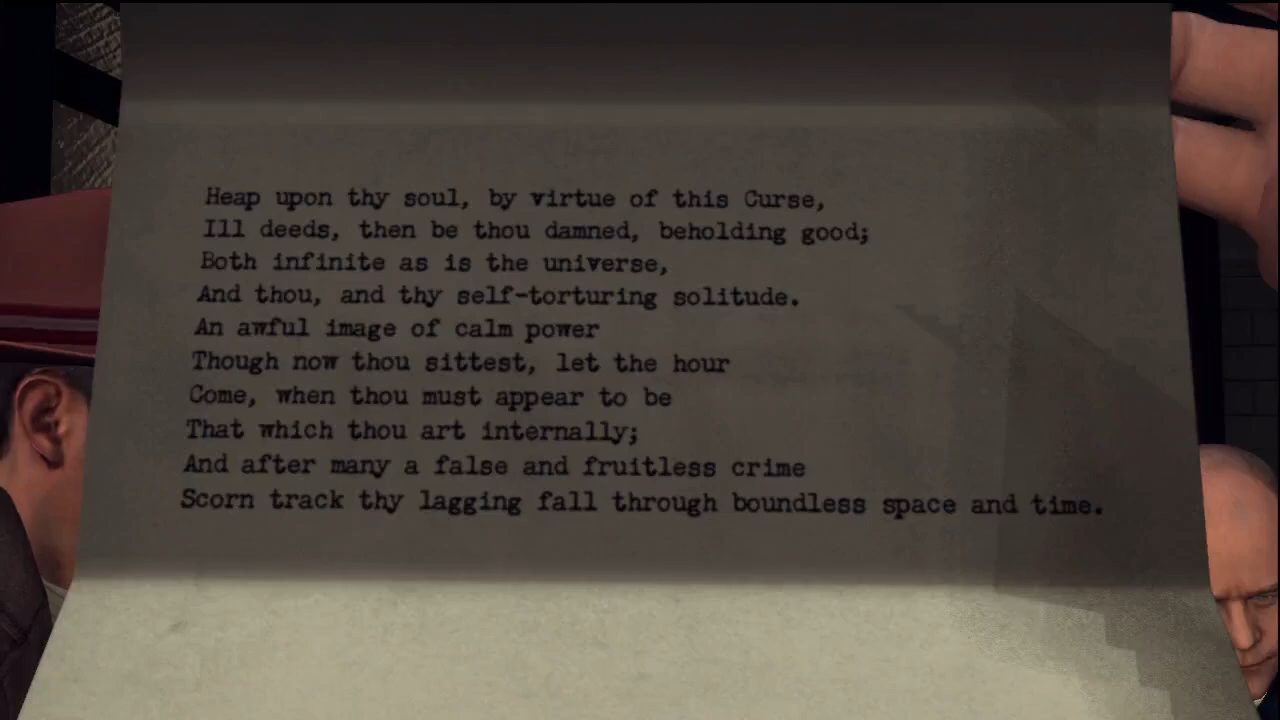 Heap upon thy soul, by virtue of this Curse,
Ill deeds, then be thou damned, beholding good;
Both infinite as is the universe,
And thou, and thy self-torturing solitude.
An awful image of calm power
Though now thou sittest, let the hour
Come, when thou must appear to be
That which thou art internally;
And after many a false and fruitless crime
Scorn track thy lagging fall through boundless space and time.